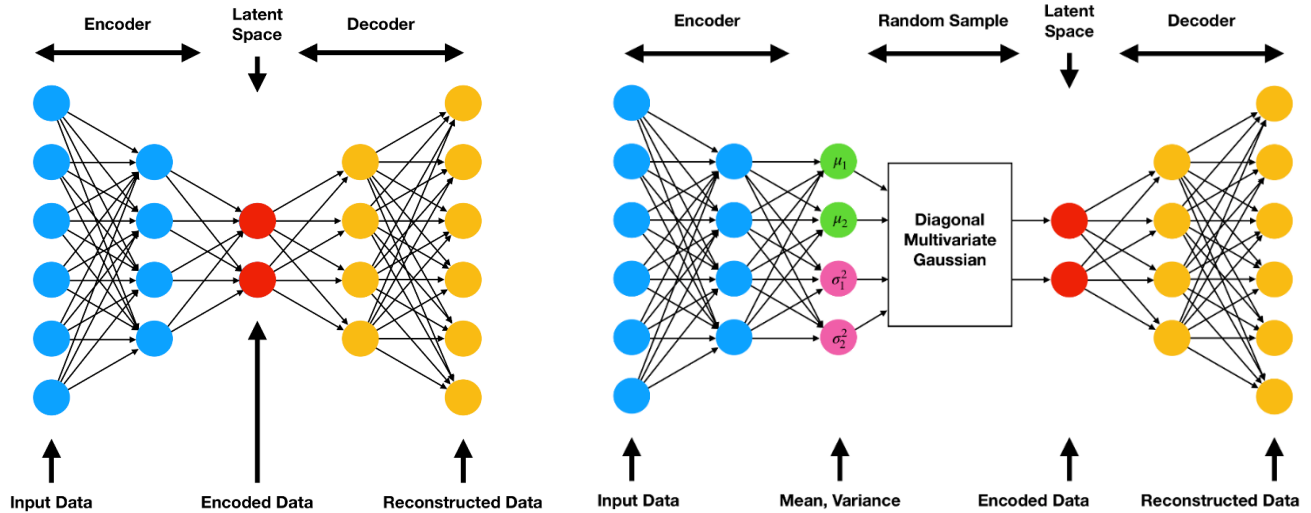 Encoder
Latent
Space
Decoder
Input Data
Encoded Data
Reconstructed Data
Encoder
Random Sample
Latent
Space
Decoder
μ₁
μ₂
σ₁²
σ₂²
Diagonal
Multivariate
Gaussian
Input Data
Mean, Variance
Encoded Data
Reconstructed Data